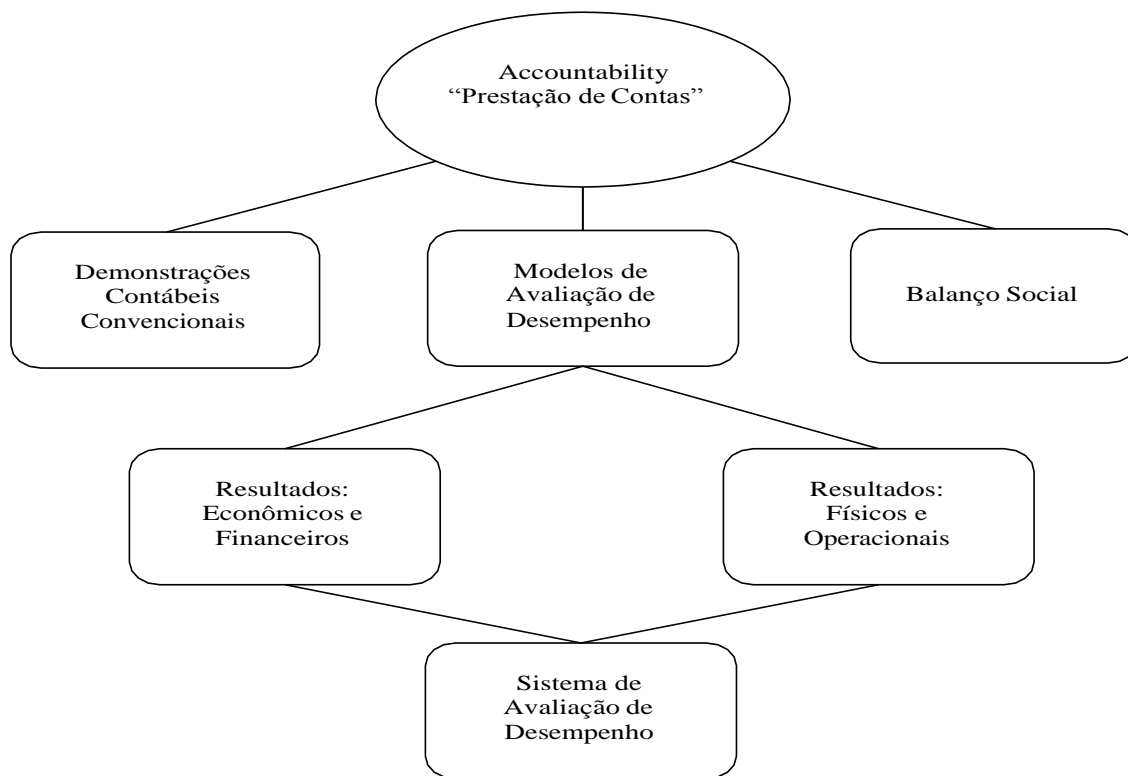 Accountability
“Prestação de Contas”
Demonstrações
Contábeis
Convencionais
Modelos de
Avaliação de
Desempenho
Balanço Social
Resultados:
Econômicos e
Financeiros
Resultados:
Físicos e
Operacionais
Sistema de
Avaliação de
Desempenho